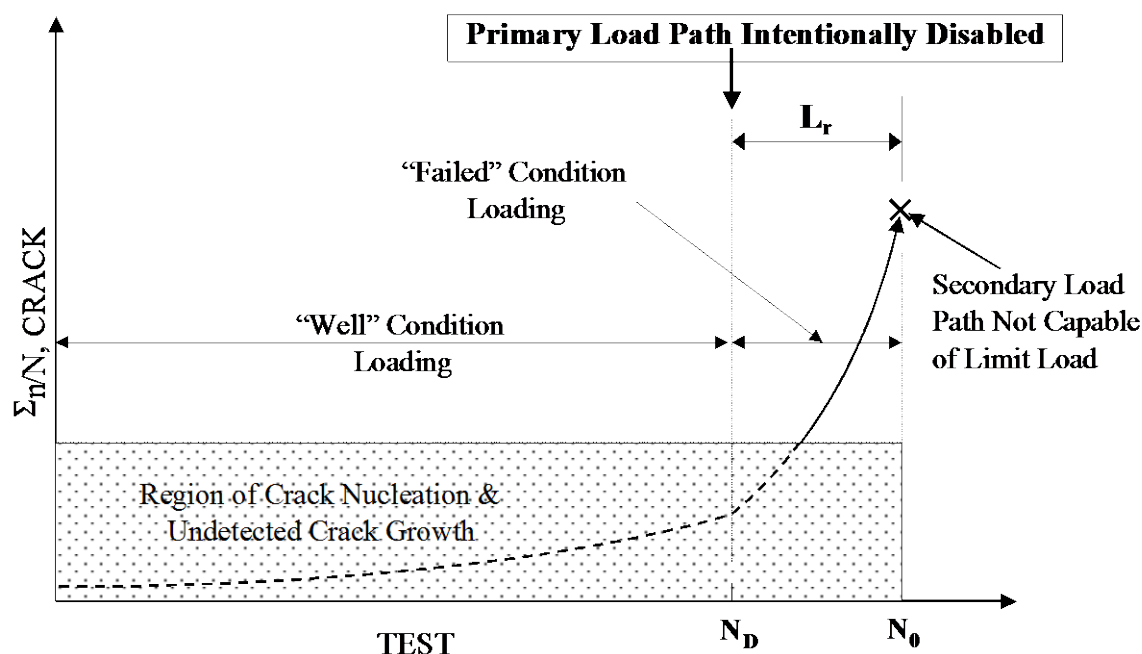 Primary Load Path Intentionally Disabled
Lr
“Failed” Condition
Loading
Secondary Load
Path Not Capable
of Limit Load
“Well” Condition
Loading
Σn/N, CRACK
Region of Crack Nucleation &
Undetected Crack Growth
TEST
ND
N0